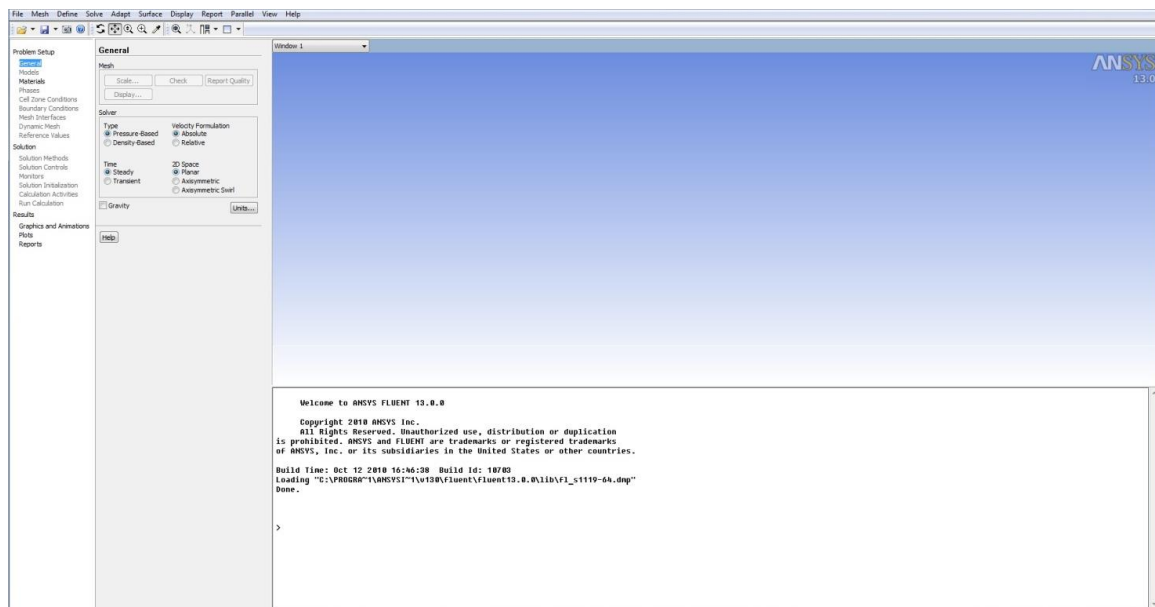 File Mesh Define Solve Adapt Surface Display Report Parallel View Help
Problem Setup
General
Models
Materials
Phases
Cell Zone Conditions
Boundary Conditions
Mesh Interfaces
Dynamic Mesh
Reference Values
Solution
Solution Methods
Solution Controls
Monitors
Solution Initialization
Calculation Activities
Run Calculation
Results
Graphics and Animations
Plots
Reports
General
Mesh
Scale... Check Report Quality
Display...
Solver
Type Velocity Formulation
Pressure-Based Absolute
Density-Based Relative
Time 2D Space
Steady Planar
Transient Axisymmetric
Axisymmetric Swirl
Gravity Units...
Help
Window 1
ANSYS
13.0
Welcome to ANSYS FLUENT 13.0.0
Copyright 2010 ANSYS Inc.
All Rights Reserved. Unauthorized use, distribution or duplication
is prohibited. ANSYS and FLUENT are trademarks or registered trademarks
of ANSYS, Inc. or its subsidiaries in the United States or other countries.
Build Time: Oct 12 2010 16:46:38 Build Id: 10703
Loading "C:\PROGRA~1\ANSYSI~1\v130\fluent\fluent13.0.0\lib\fl_s1119-64.dmp"
Done.
>